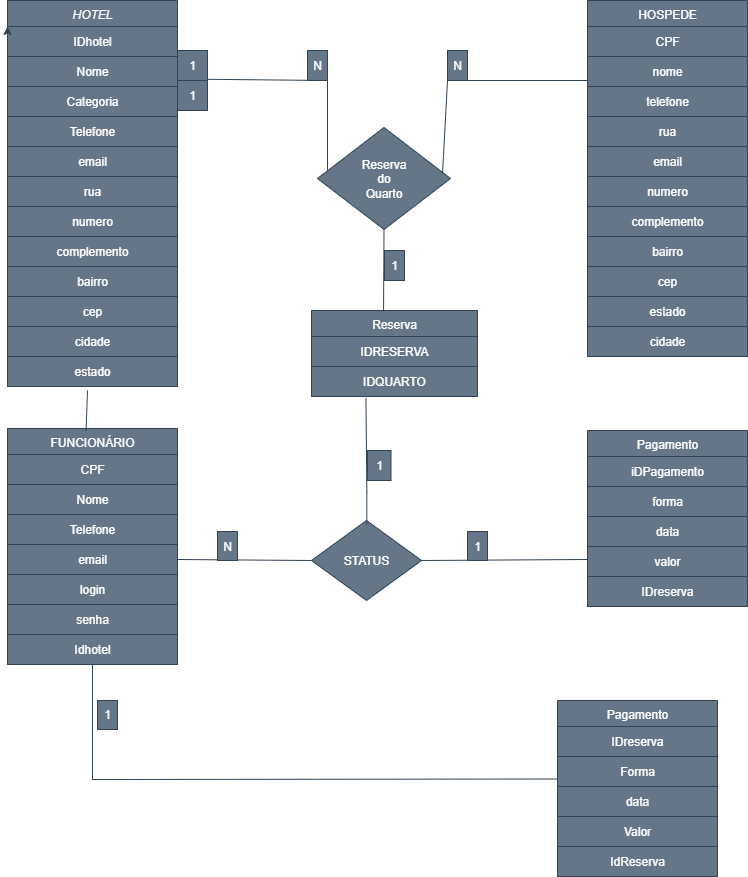 HOTEL
IDhotel
Nome
Categoria
Telefone
email
rua
numero
complemento
bairro
cep
cidade
estado
1
1
N
N
HOSPEDE
CPF
nome
telefone
rua
email
numero
complemento
bairro
cep
estado
cidade
Reserva
do
Quarto
1
Reserva
IDRESERVA
IDQUARTO
1
FUNCIONÁRIO
CPF
Nome
Telefone
email
login
senha
Idhotel
N
STATUS
1
Pagamento
iDPagamento
forma
data
valor
IDreserva
1
Pagamento
IDreserva
Forma
data
Valor
IdReserva